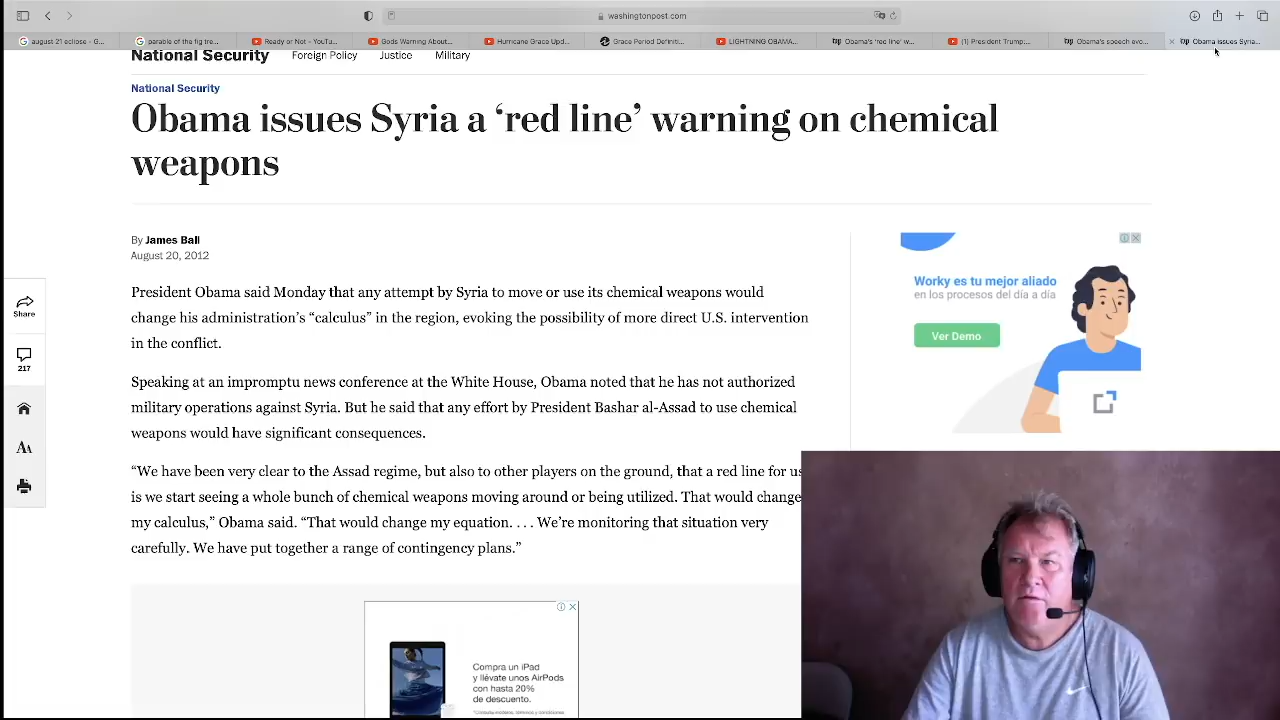 washingtonpost.com
august 21 eclipse - G...
parable of the fig tre...
Ready or Not – YouTu...
Gods Warning About...
Hurricane Grace Upd...
Grace Period Definiti...
LIGHTNING OBAMA...
Obama's 'red line' w...
(1) President Trump:...
Obama's speech evo...
Obama issues Syria...
National Security
Foreign Policy
Justice
Military
National Security
Obama issues Syria a ‘red line’ warning on chemical
weapons
By James Ball
August 20, 2012
Share
217
President Obama said Monday that any attempt by Syria to move or use its chemical weapons would
change his administration’s “calculus” in the region, evoking the possibility of more direct U.S. intervention
in the conflict.
Speaking at an impromptu news conference at the White House, Obama noted that he has not authorized
military operations against Syria. But he said that any effort by President Bashar al-Assad to use chemical
weapons would have significant consequences.
“We have been very clear to the Assad regime, but also to other players on the ground, that a red line for us
is we start seeing a whole bunch of chemical weapons moving around or being utilized. That would change
my calculus,” Obama said. “That would change my equation. . . . We’re monitoring that situation very
carefully. We have put together a range of contingency plans.”
Worky es tu mejor aliado
en los procesos del día a día
Ver Demo
Compra un iPad
y llévate unos AirPods
con hasta 20%
de descuento.